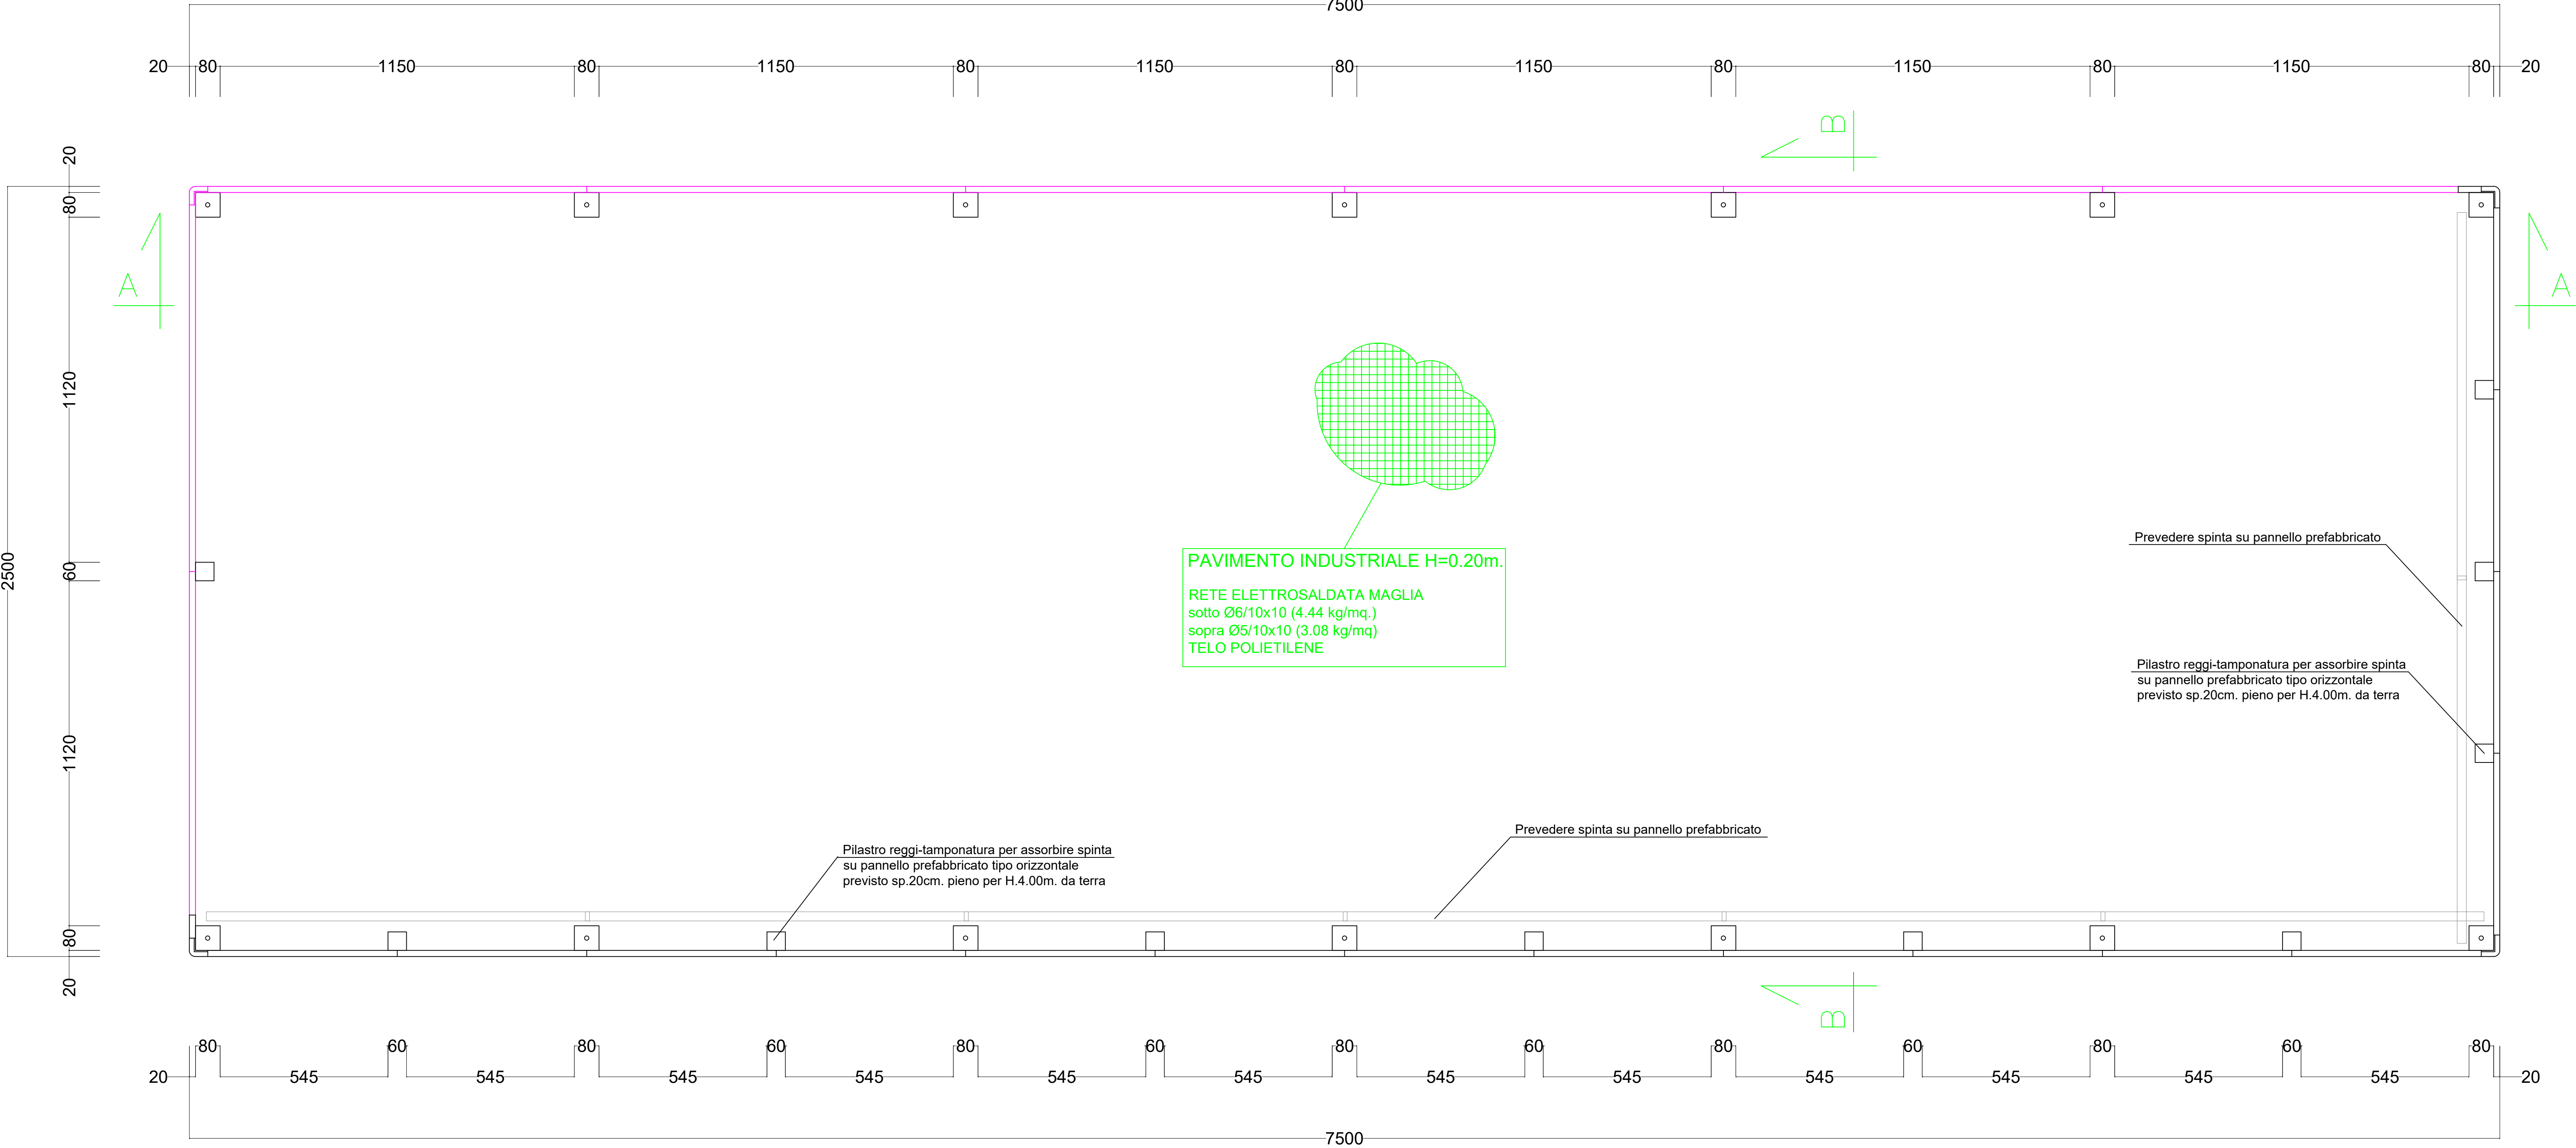 7500
20 80 1150 80 1150 80 1150 80 1150 80 1150 80 1150 80 20
B
20
80
1120
60
1120
80
20
2500
A
A
PAVIMENTO INDUSTRIALE H=0.20m.
RETE ELETTROSALDATA MAGLIA
sotto Ø6/10x10 (4.44 kg/mq.)
sopra Ø5/10x10 (3.08 kg/mq)
TELO POLIETILENE
Prevedere spinta su pannello prefabbricato
Pilastro reggi-tamponatura per assorbire spinta
su pannello prefabbricato tipo orizzontale
previsto sp.20cm. pieno per H.4.00m. da terra
Prevedere spinta su pannello prefabbricato
Pilastro reggi-tamponatura per assorbire spinta
su pannello prefabbricato tipo orizzontale
previsto sp.20cm. pieno per H.4.00m. da terra
B
80 60 80 60 80 60 80 60 80 60 80 60 80
20 545 545 545 545 545 545 545 545 545 545 545 545 20
7500